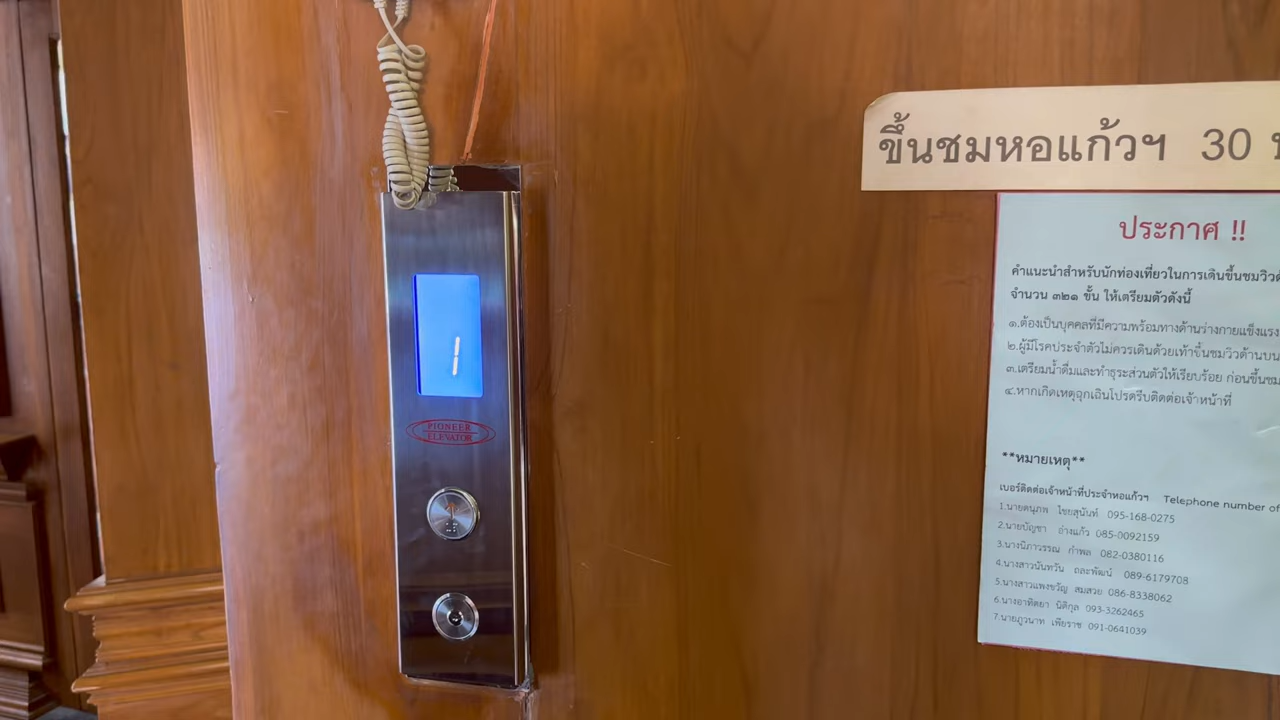 1
PIONEER
ELEVATOR
ขึ้นชมหอแก้วฯ 30
ประกาศ !!
คำแนะนำสำหรับนักท่องเที่ยวในการเดินขึ้นชมวิว
จำนวน ๓๒๑ ขั้น ให้เตรียมตัวดังนี้
๑.ต้องเป็นบุคคลที่มีความพร้อมทางด้านร่างกายแข็งแรง
๒.ผู้มีโรคประจำตัวไม่ควรเดินด้วยเท้าขึ้นชมวิวด้านบน
๓.เตรียมน้ำดื่มและทำธุระส่วนตัวให้เรียบร้อย ก่อนขึ้นชม
๔.หากเกิดเหตุฉุกเฉินโปรดรีบติดต่อเจ้าหน้าที่
**หมายเหตุ**
เบอร์ติดต่อเจ้าหน้าที่ประจำหอแก้วฯ Telephone number of
1.นายดนุภพ ไชยสุนันท์ 095-168-0275
2.นายบัญชา อ่างแก้ว 085-0092159
3.นางนิภาวรรณ กำพล 082-0380116
4.นางสาวนันทวัน ถละพัฒน์ 089-6179708
5.นางสาวแพงขวัญ สมสวย 086-8338062
6.นางอาทิตยา นิติกุล 093-3262465
7.นายภูวนาท เพียราช 091-0641039